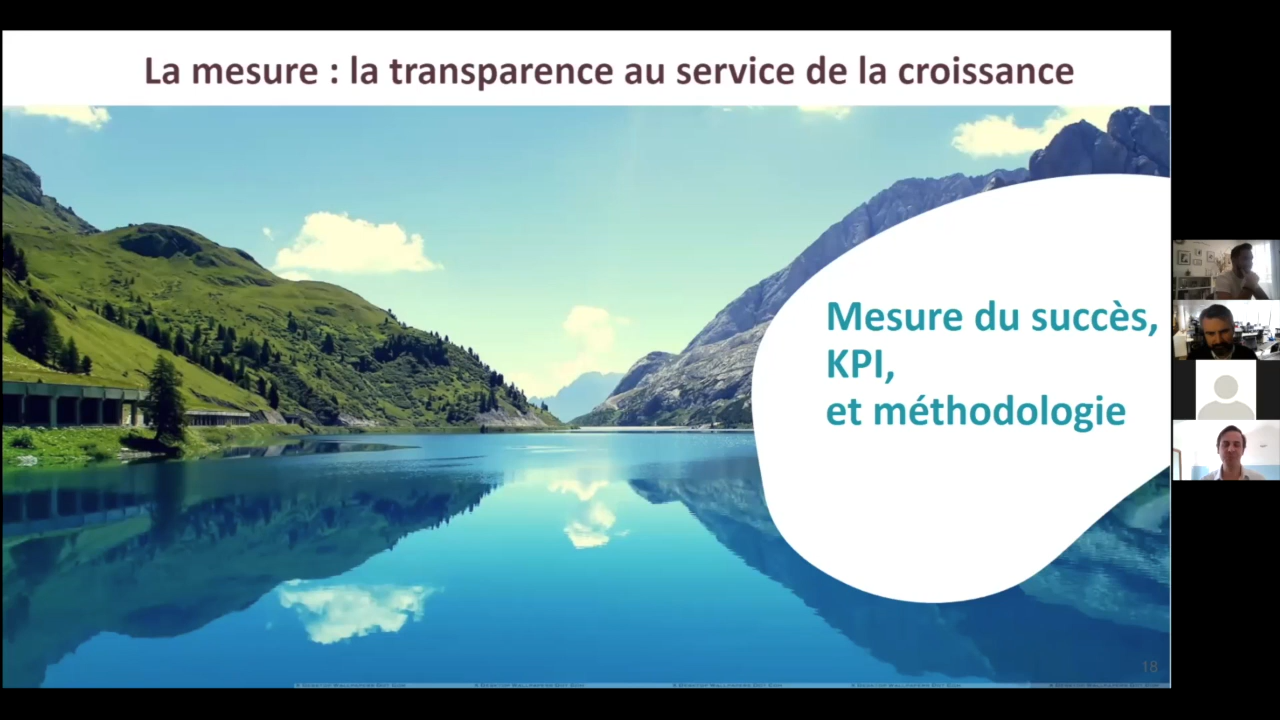 La mesure : la transparence au service de la croissance
Mesure du succès,
KPI,
et méthodologie
18